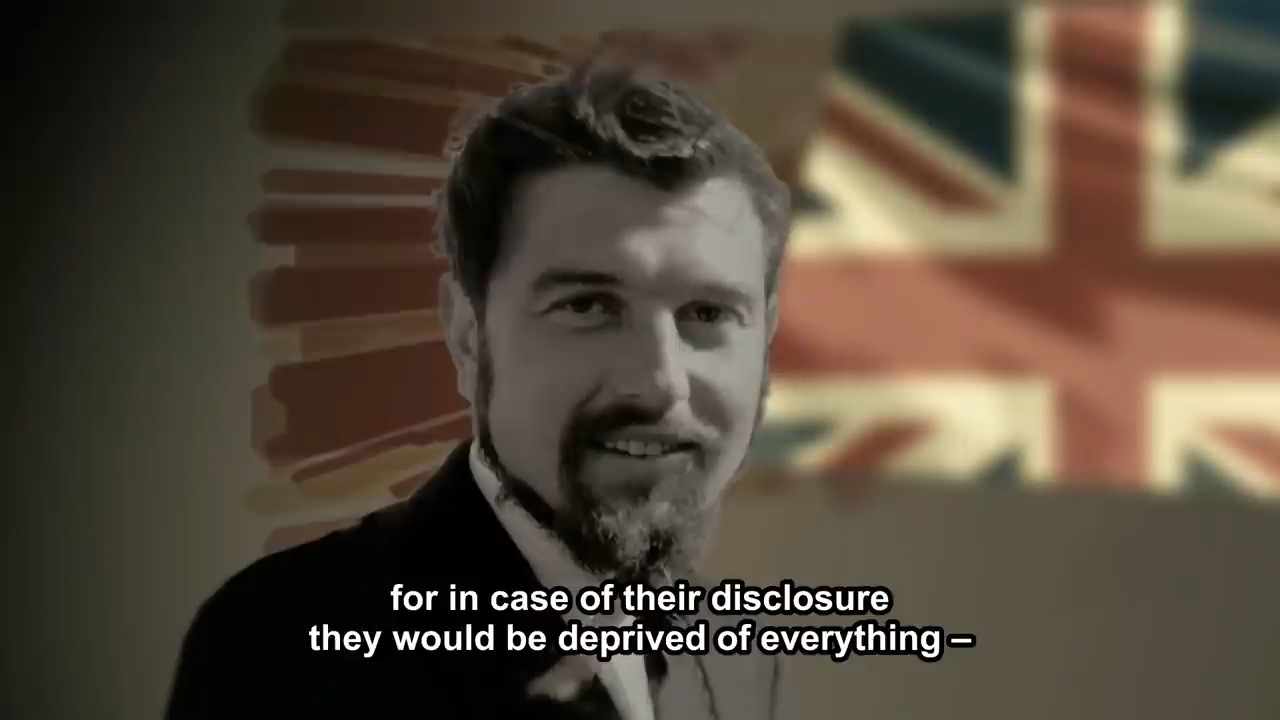 for in case of their disclosure
they would be deprived of everything –